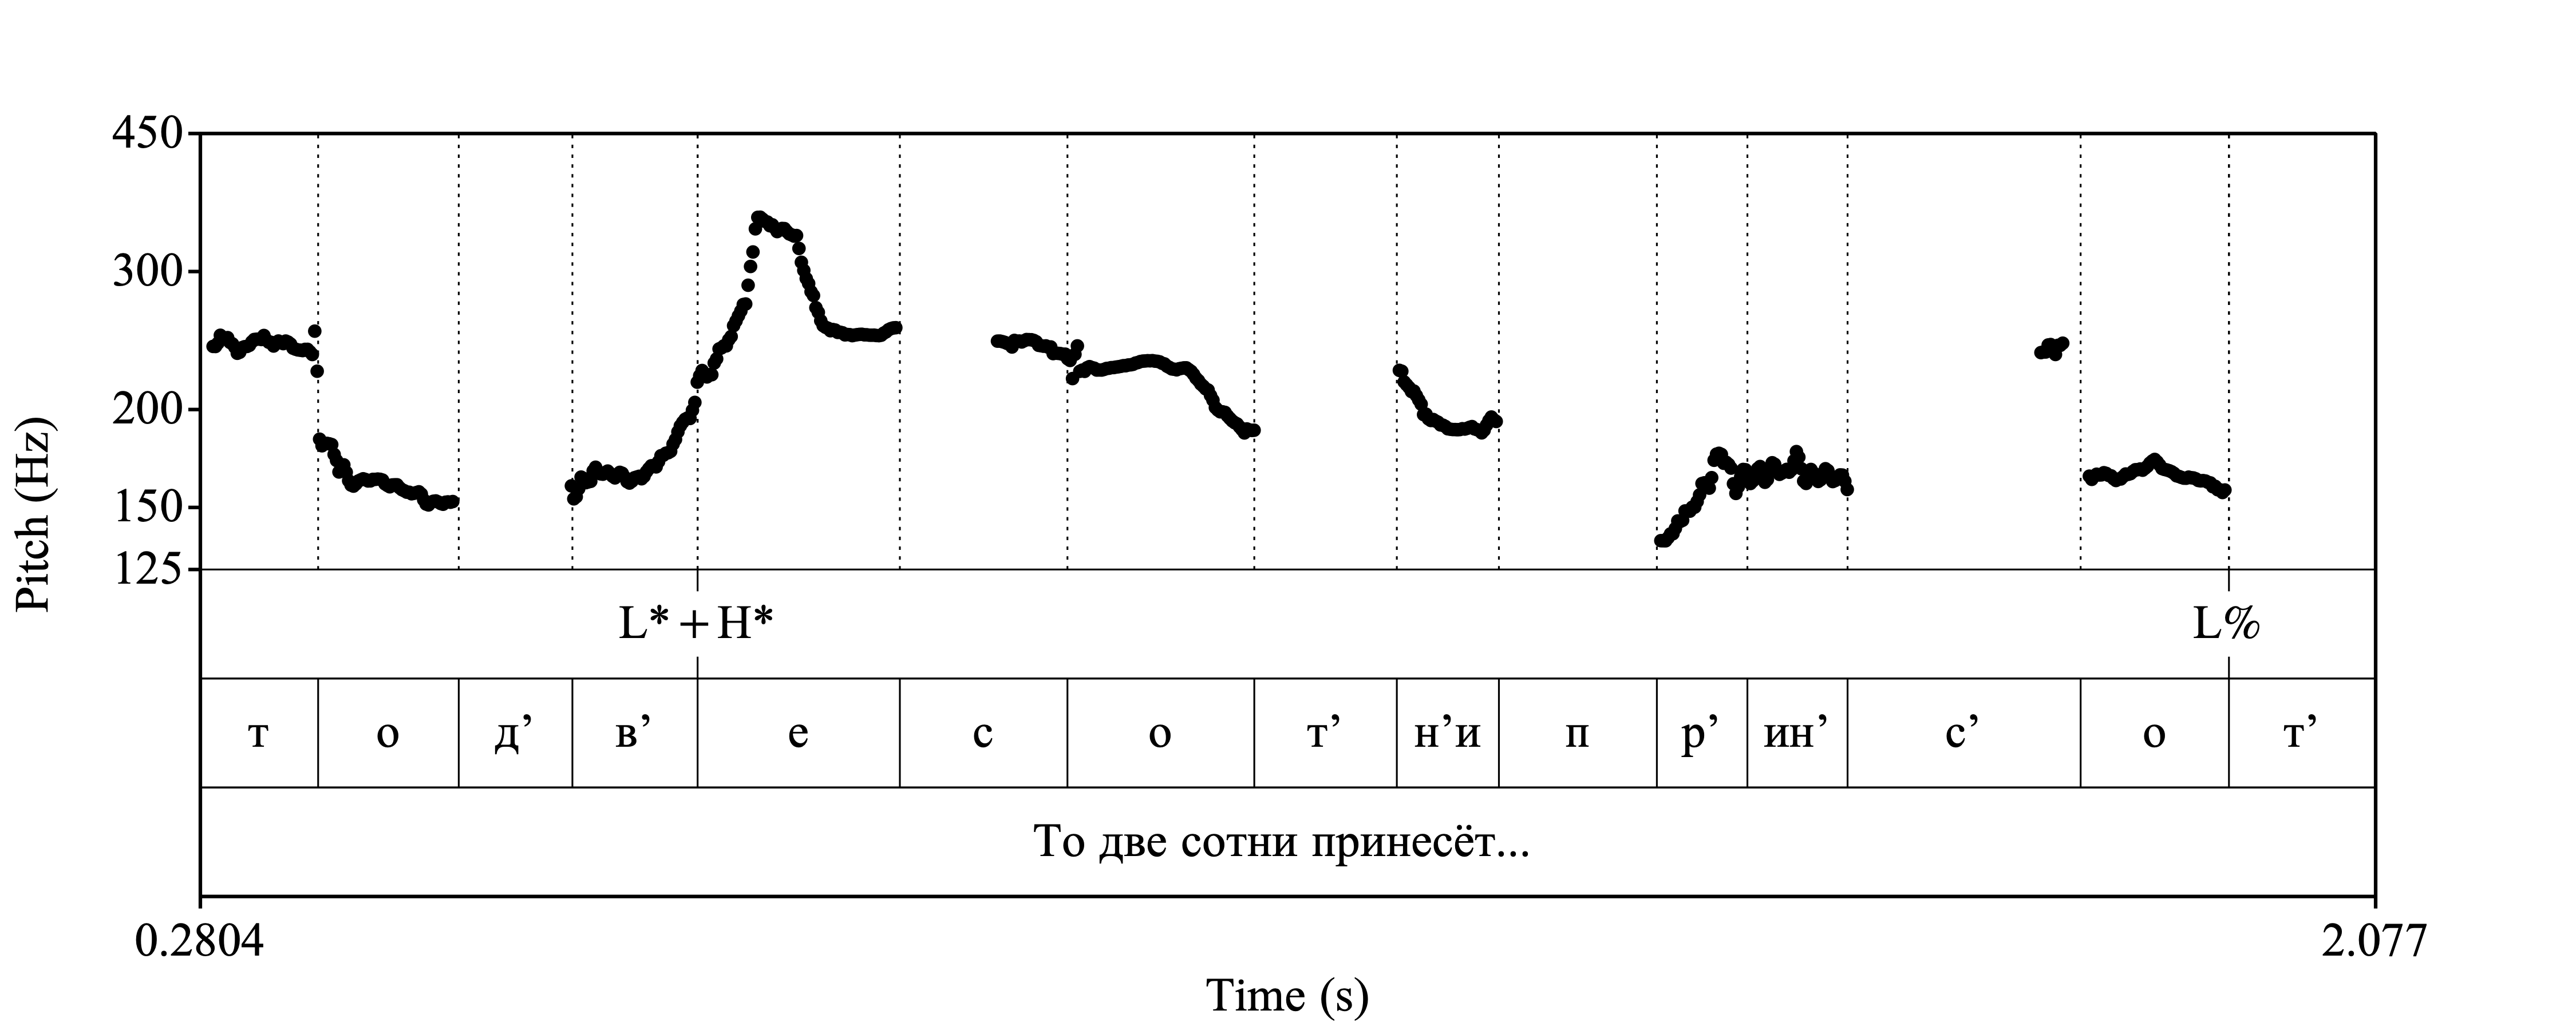 450
300
200
150
125
Pitch (Hz)
L*+H* L%
т о д’ в’ е с о т’ н’и п р’ ин’ с’ о т’
То две сотни принесёт...
0.2804 2.077
Time (s)